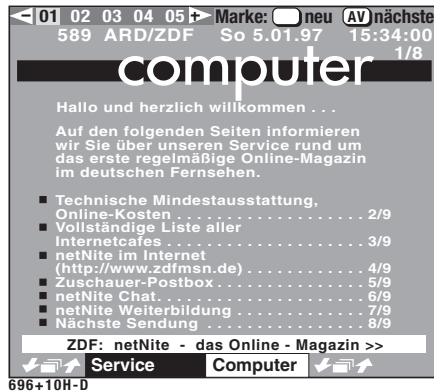 - 01 02 03 04 05 + Marke: neu AV nächste
589 ARD/ZDF So 5.01.97 15:34:00
1/8
computer
Hallo und herzlich willkommen . . .
Auf den folgenden Seiten informieren
wir Sie über unseren Service rund um
das erste regelmäßige Online-Magazin
im deutschen Fernsehen.
Technische Mindestausstattung,
Online-Kosten . . . . . . . . . . . . . . . . . . . 2/9
Vollständige Liste aller
Internetcafes . . . . . . . . . . . . . . . . . . . . 3/9
netNite im Internet
(http://www.zdfmsn.de) . . . . . . . . . . . . 4/9
Zuschauer-Postbox . . . . . . . . . . . . . . . 5/9
netNite Chat. . . . . . . . . . . . . . . . . . . . . 6/9
netNite Weiterbildung . . . . . . . . . . . . . 7/9
Nächste Sendung . . . . . . . . . . . . . . . . 8/9
ZDF: netNite - das Online - Magazin >>
Service Computer
696+10H-D